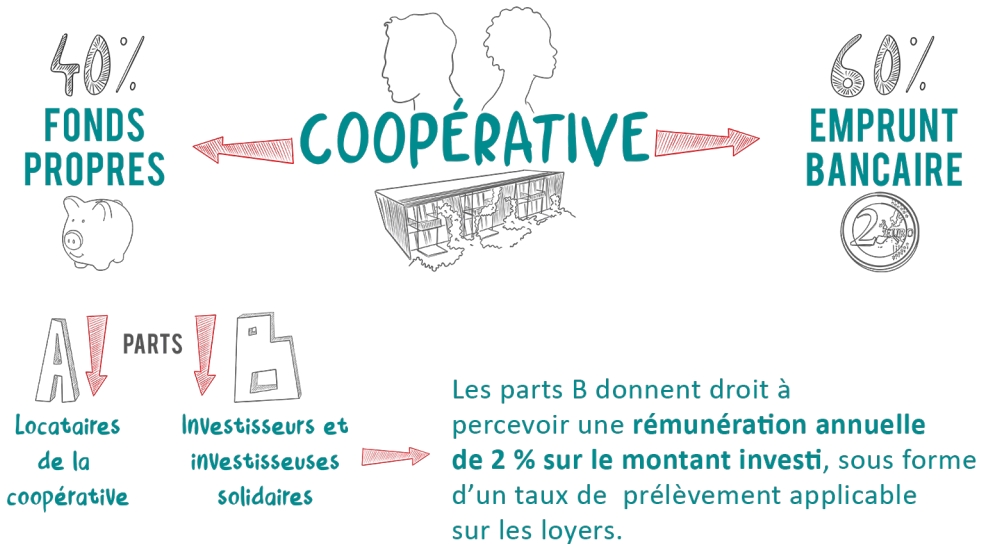 40%
FONDS
PROPRES
COOPÉRATIVE
60%
EMPRUNT
BANCAIRE
2 EURO
A
PARTS
B
Locataires
de la
coopérative
Investisseurs et
investisseuses
solidaires
Les parts B donnent droit à
percevoir une rémunération annuelle
de 2 % sur le montant investi, sous forme
d’un taux de prélèvement applicable
sur les loyers.